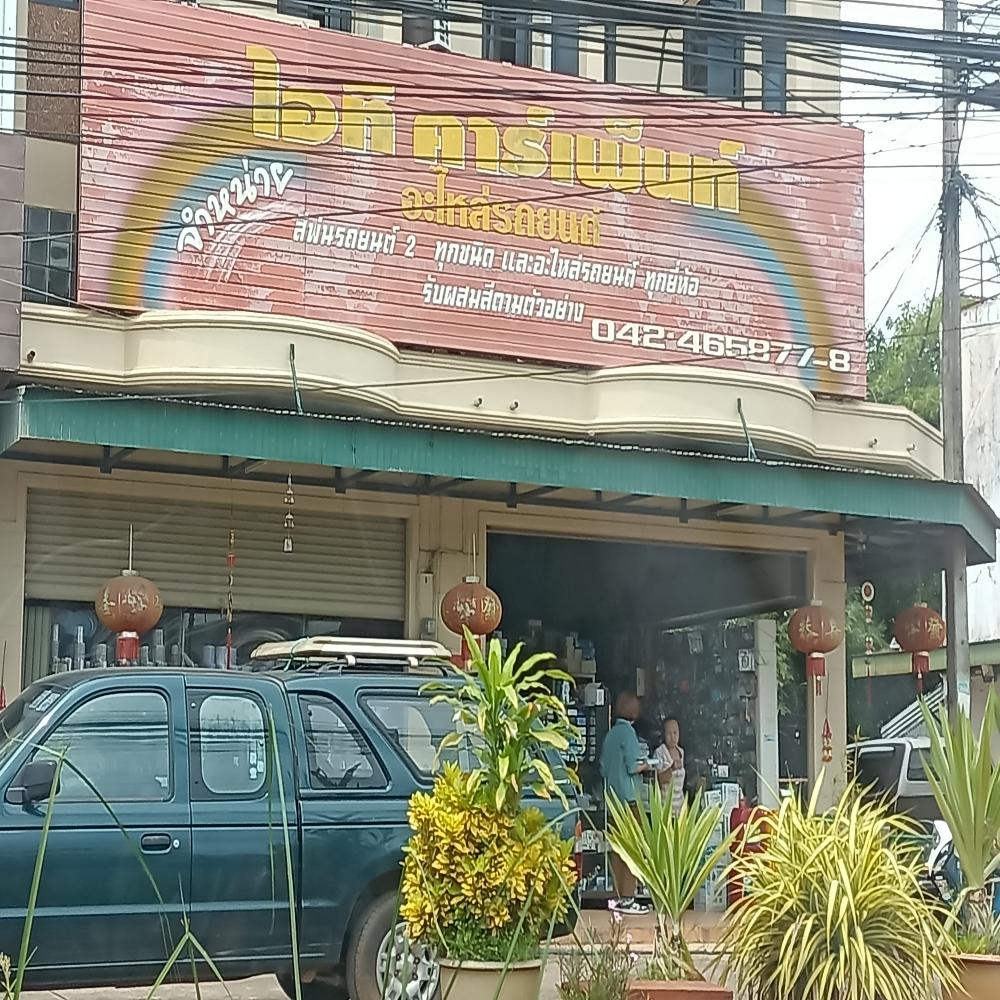 ไอที คาร์เพ้นท์
อะไหล่รถยนต์
จำหน่าย
สีพ่นรถยนต์ 2 ทุกชนิด และอะไหล่รถยนต์ ทุกยี่ห้อ
รับผสมสีตามตัวอย่าง
042-465877-8